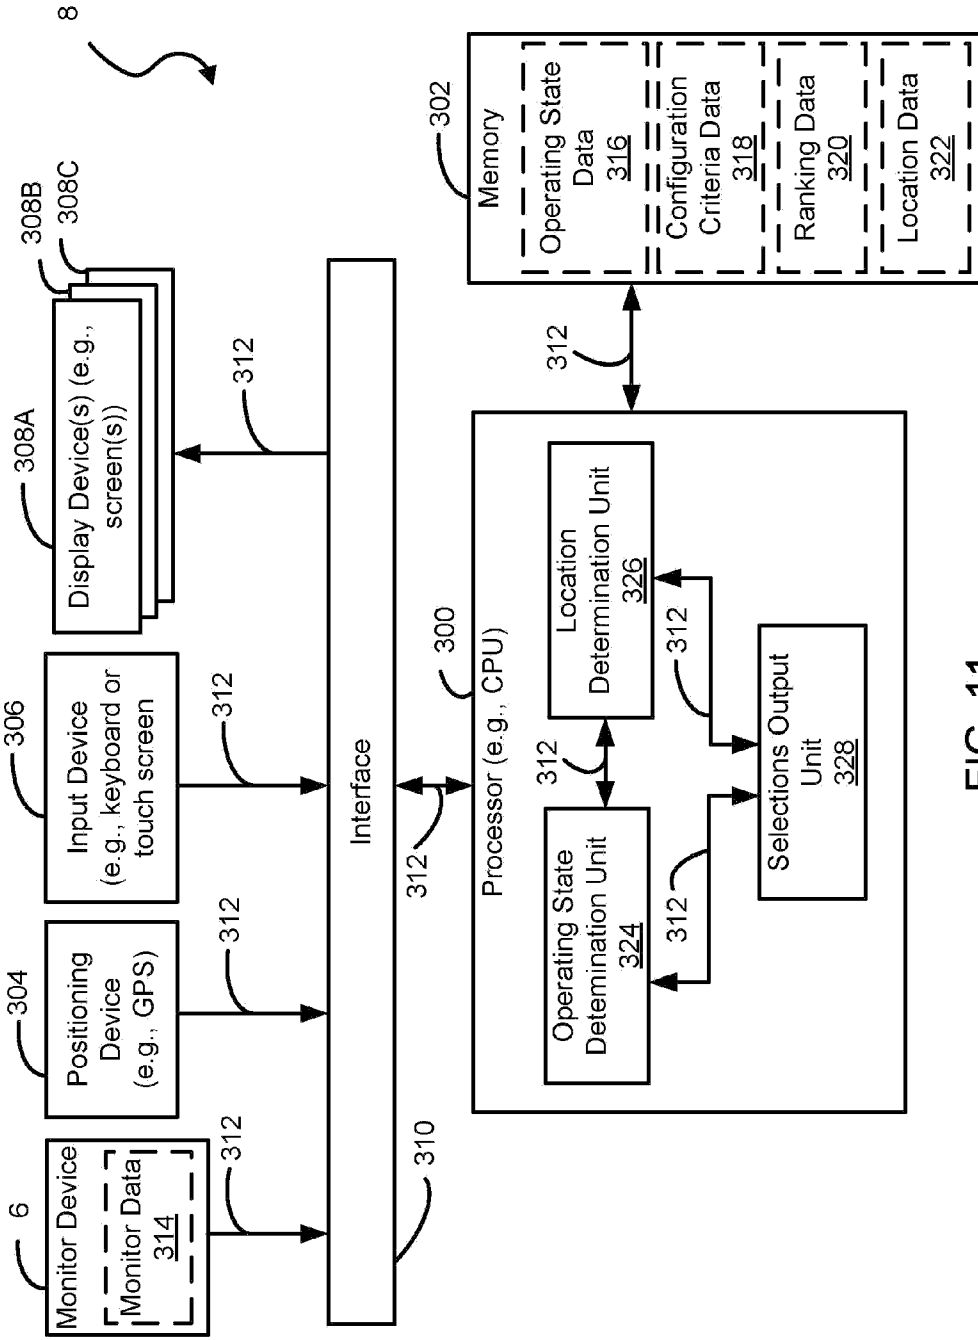 8
6
Monitor Device
Monitor Data
314
312
304
Positioning
Device
(e.g., GPS)
312
306
Input Device
(e.g., keyboard or
touch screen
312
308A
308B
308C
Display Device(s) (e.g.,
screen(s))
312
Interface
310
312
300
Processor (e.g., CPU)
Operating State
Detemination Unit
324
312
Location
Determination Unit
326
312
312
Selections Output
Unit
328
312
302
Memory
Operating State
Data
316
Configuration
Criteria Data
318
Ranking Data
320
Location Data
322
FIG. 11